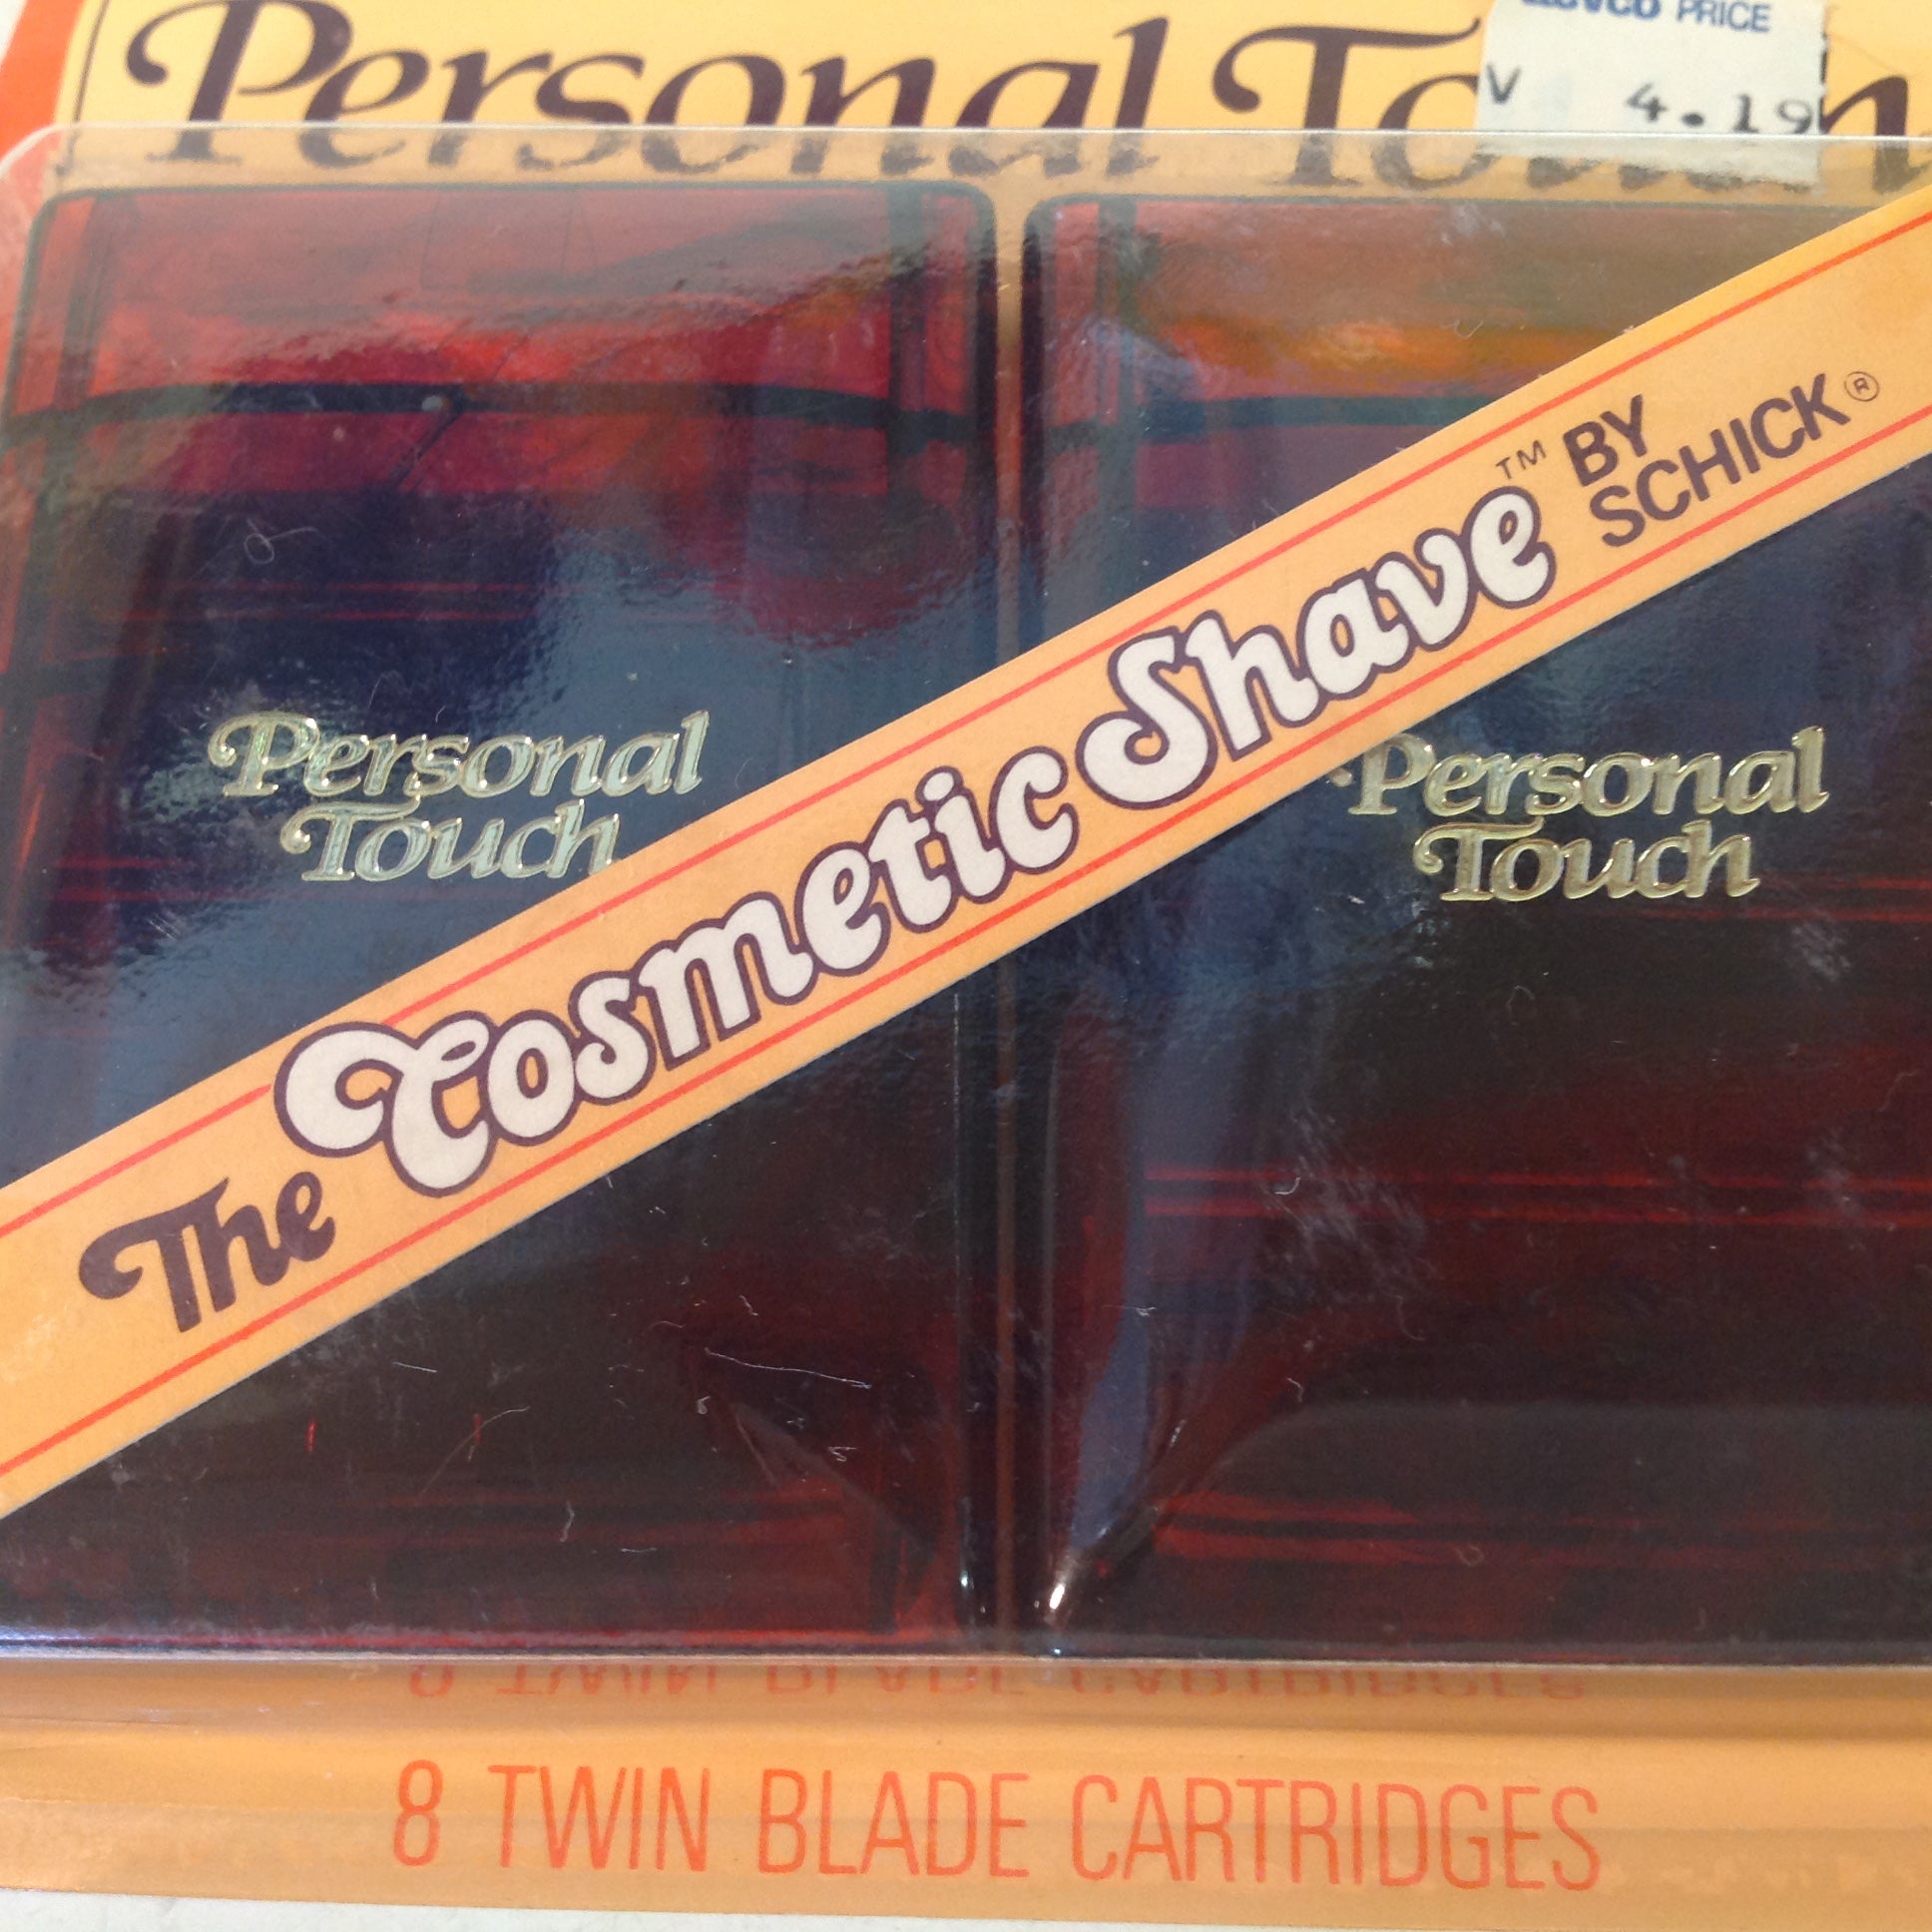 Personal Touch
PRICE
V 4.19
Personal
Touch
Personal
Touch
The Cosmetic Shave™ BY
SCHICK®
8 TWIN BLADE CARTRIDGES